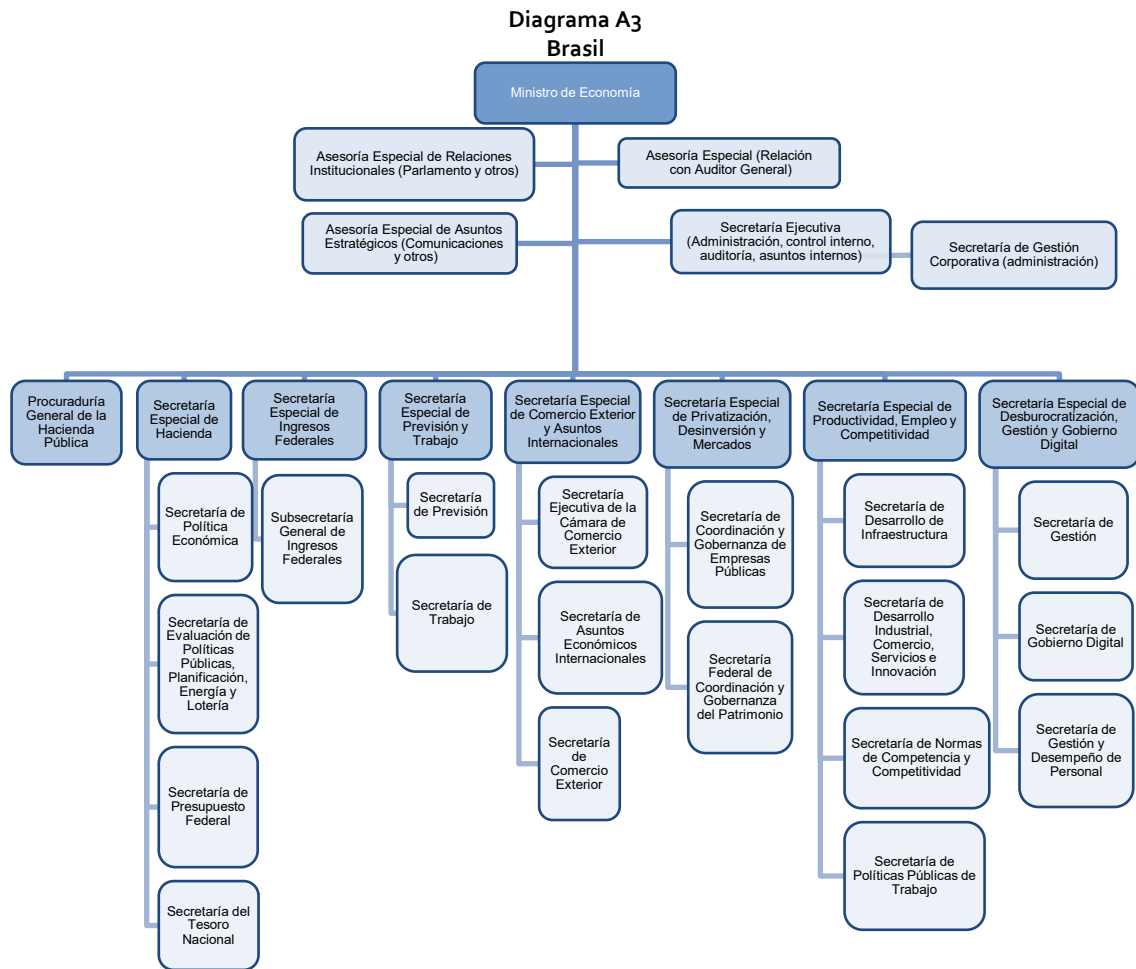 Diagrama A3
Brasil
Ministro de Economía
Asesoría Especial de Relaciones
Institucionales (Parlamento y otros)
Asesoría Especial (Relación
con Auditor General)
Asesoría Especial de Asuntos
Estratégicos (Comunicaciones
y otros)
Secretaría Ejecutiva
(Administración, control interno,
auditoría, asuntos internos)
Secretaría de Gestión
Corporativa (administración)
Procuraduría
General de la
Hacienda
Pública
Secretaría
Especial de
Hacienda
Secretaría
Especial de
Ingresos
Federales
Secretaría
Especial de
Previsión y
Trabajo
Secretaría Especial
de Comercio Exterior
y Asuntos
Internacionales
Secretaría Especial
de Privatización,
Desinversión y
Mercados
Secretaría Especial de
Productividad, Empleo y
Competitividad
Secretaría Especial de
Desburocratización,
Gestión y Gobierno
Digital
Secretaría de
Política
Económica
Secretaría de
Evaluación de
Políticas
Públicas,
Planificación,
Energía y
Lotería
Secretaría de
Presupuesto
Federal
Secretaría del
Tesoro
Nacional
Subsecretaría
General de
Ingresos
Federales
Secretaría
de Previsión
Secretaría de
Trabajo
Secretaría
Ejecutiva de la
Cámara de
Comercio
Exterior
Secretaría de
Asuntos
Económicos
Internacionales
Secretaría
de
Comercio
Exterior
Secretaría de
Coordinación y
Gobernanza de
Empresas
Públicas
Secretaría
Federal de
Coordinación y
Gobernanza
del Patrimonio
Secretaría de
Desarrollo de
Infraestructura
Secretaría de
Desarrollo
Industrial,
Comercio,
Servicios e
Innovación
Secretaría de Normas
de Competencia y
Competitividad
Secretaría de
Políticas Públicas
de Trabajo
Secretaría de
Gestión
Secretaría de
Gobierno Digital
Secretaría de
Gestión y
Desempeño de
Personal